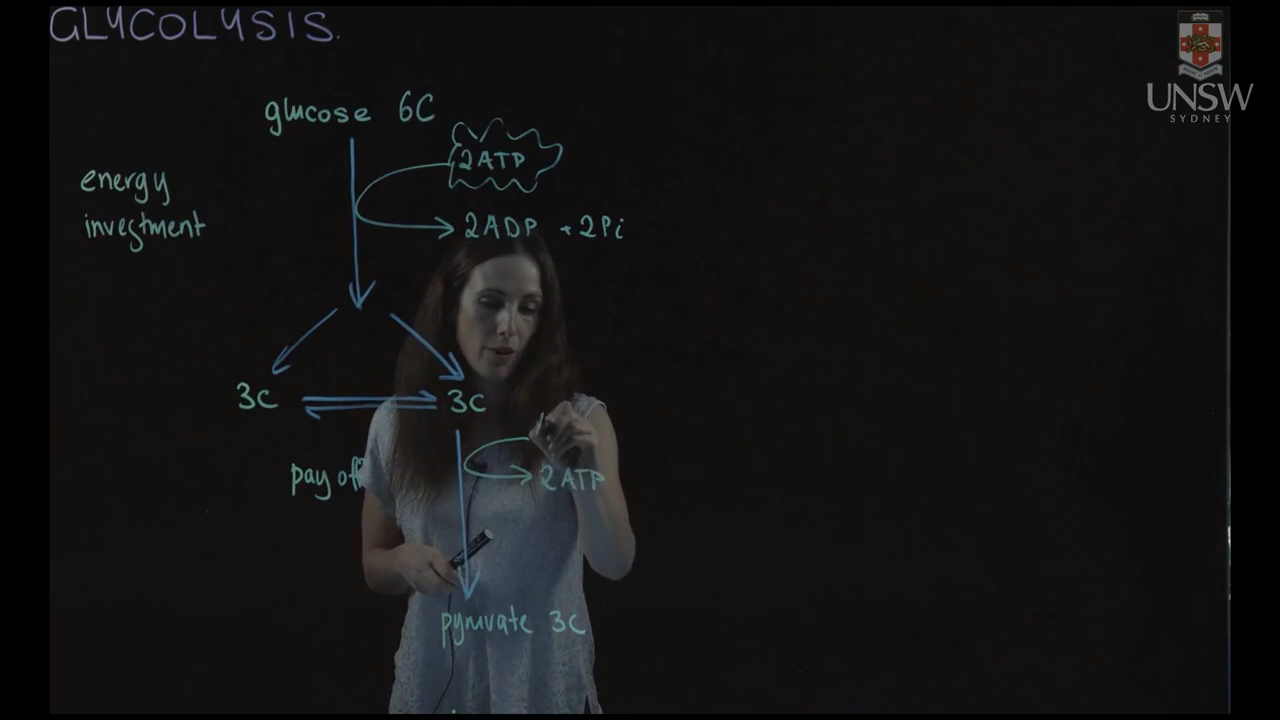 GLYCOLYSIS.
UNSW
SYDNEY
glucose 6C
2ATP
energy
investment
2ADP + 2Pi
3C
3C
pay off
2ATP
pyruvate 3C